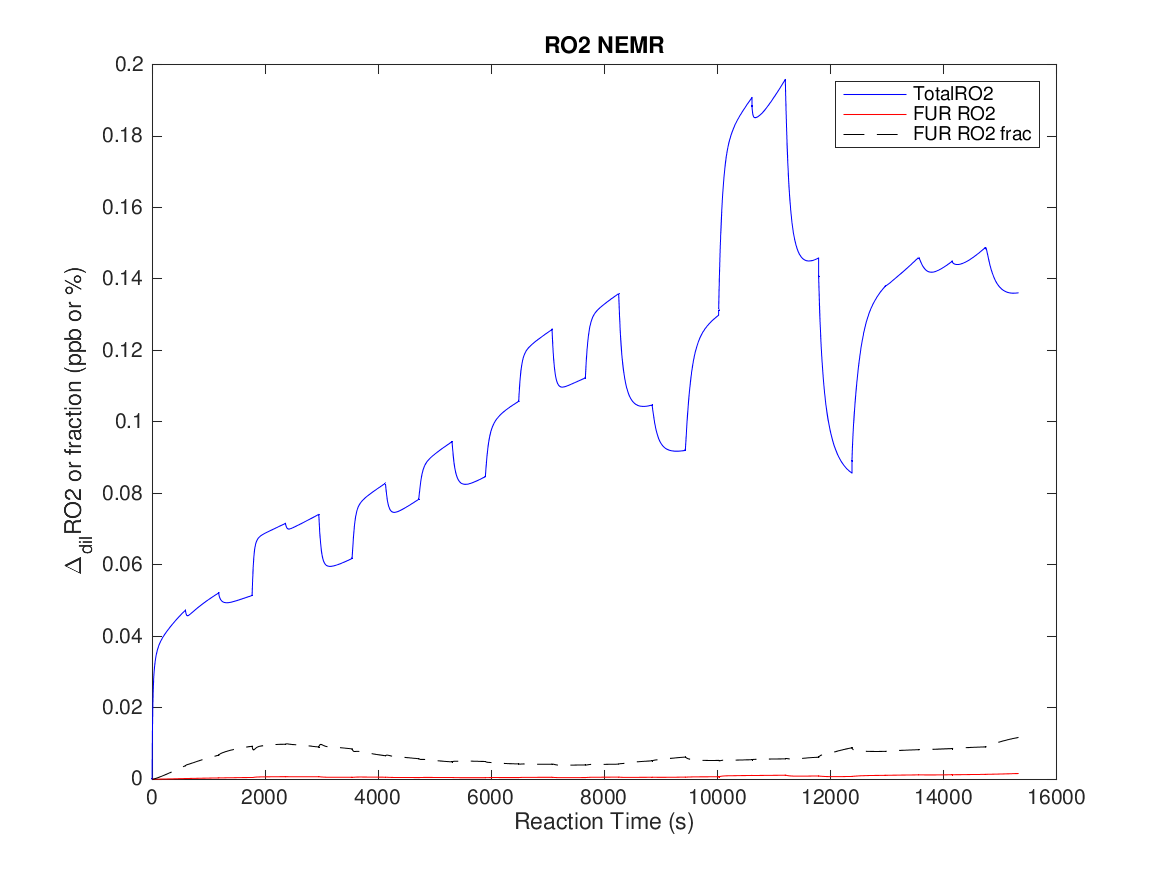 RO2 NEMR
TotalRO2
FUR RO2
FUR RO2 frac
Δdil RO2 or fraction (ppb or %)
0.2
0.18
0.16
0.14
0.12
0.1
0.08
0.06
0.04
0.02
0
0 2000 4000 6000 8000 10000 12000 14000 16000
Reaction Time (s)